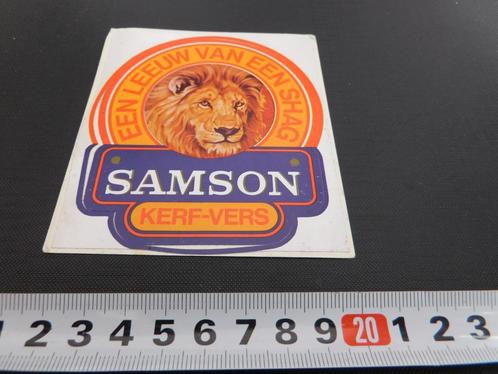 EEN LEEUW VAN EEN SHAG
SAMSON
KERF-VERS
1 2 3 4 5 6 7 8 9 20 1 2 3